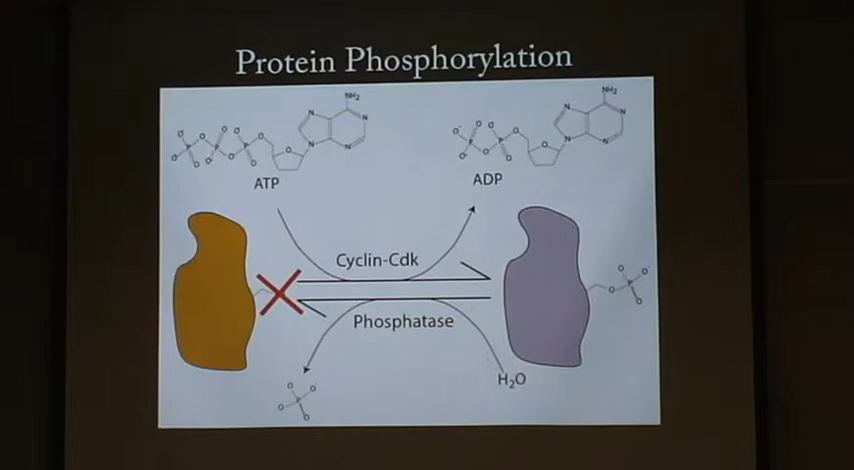 Protein Phosphorylation
NH₂
NH₂
ATP
ADP
Cyclin-Cdk
Phosphatase
H₂O